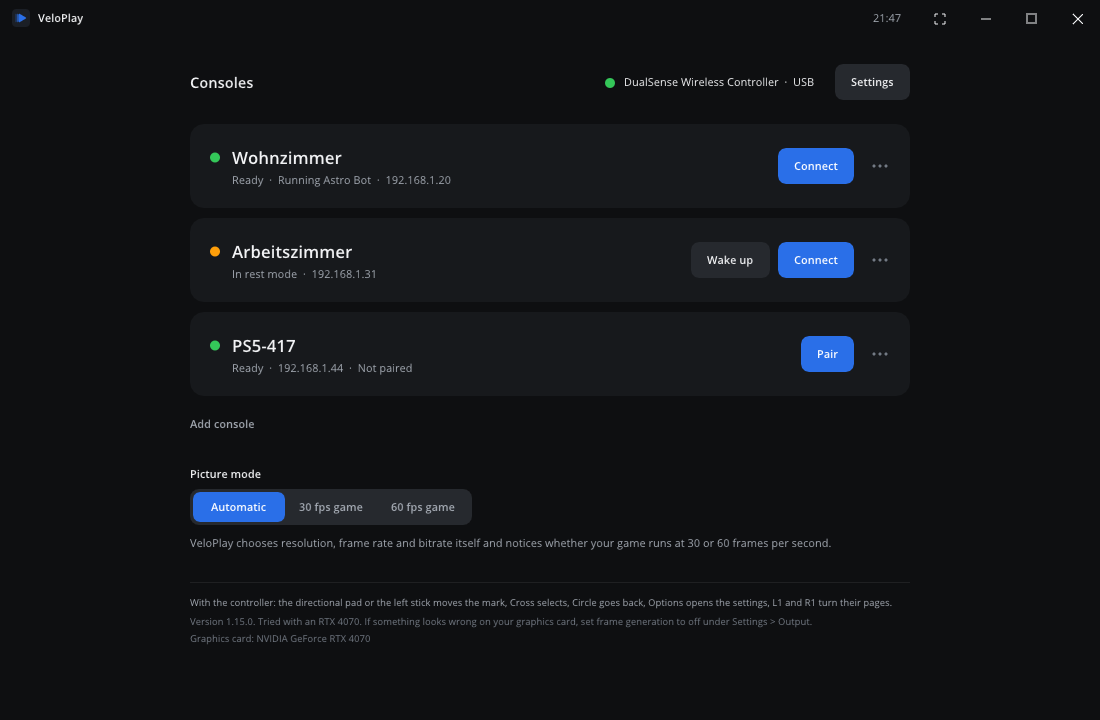 VeloPlay
21:47
Consoles
DualSense Wireless Controller · USB
Settings
Wohnzimmer
Ready · Running Astro Bot · 192.168.1.20
Connect
Arbeitszimmer
In rest mode · 192.168.1.31
Wake up
Connect
PS5-417
Ready · 192.168.1.44 · Not paired
Pair
Add console
Picture mode
Automatic
30 fps game
60 fps game
VeloPlay chooses resolution, frame rate and bitrate itself and notices whether your game runs at 30 or 60 frames per second.
With the controller: the directional pad or the left stick moves the mark, Cross selects, Circle goes back, Options opens the settings, L1 and R1 turn their pages.
Version 1.15.0. Tried with an RTX 4070. If something looks wrong on your graphics card, set frame generation to off under Settings > Output.
Graphics card: NVIDIA GeForce RTX 4070